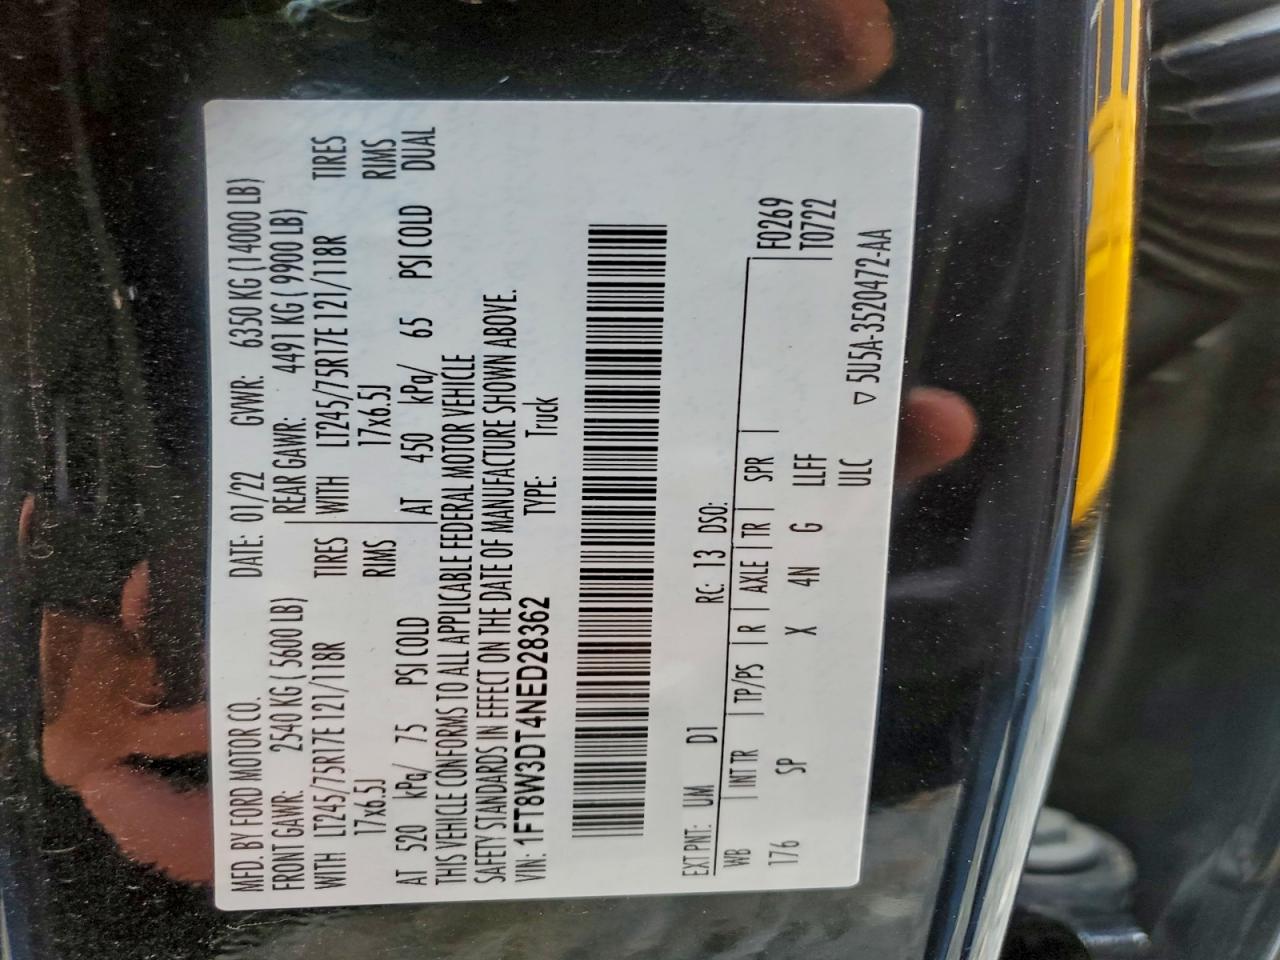 MFD. BY FORD MOTOR CO. DATE: 01/22 GVWR: 6350 KG (14000 LB)
FRONT GAWR: 2540 KG ( 5600 LB) REAR GAWR: 4491 KG ( 9900 LB)
WITH LT245/75R17E 121/118R TIRES WITH LT245/75R17E 121/118R TIRES
17x6.5J RIMS 17x6.5J RIMS
AT 520 kPa/ 75 PSI COLD AT 450 kPa/ 65 PSI COLD DUAL
THIS VEHICLE CONFORMS TO ALL APPLICABLE FEDERAL MOTOR VEHICLE
SAFETY STANDARDS IN EFFECT ON THE DATE OF MANUFACTURE SHOWN ABOVE.
VIN: 1FT8W3DT4NED28362 TYPE: Truck
EXT PNT: UM D1 RC: 13 DSO:
WB INT TR TP/PS R AXLE TR SPR F0269
176 SP X 4N G LLFF T0722
ULC
▽ 5U5A-3520472-AA